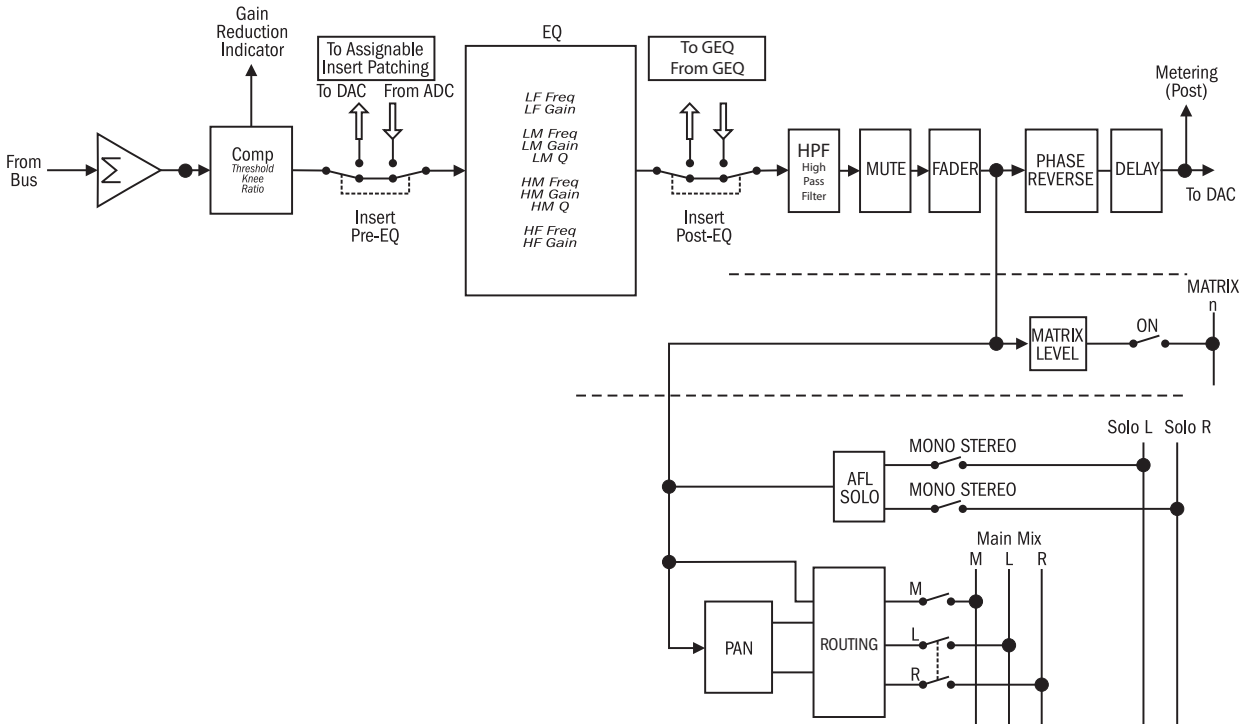 Gain
Reduction
Indicator
To Assignable
Insert Patching
To DAC From ADC
EQ
To GEQ
From GEQ
Metering
(Post)
From
Bus
Σ
Comp
Threshold
Knee
Ratio
Insert
Pre-EQ
LF Freq
LF Gain
LM Freq
LM Gain
LM Q
HM Freq
HM Gain
HM Q
HF Freq
HF Gain
Insert
Post-EQ
HPF
High
Pass
Filter
MUTE
FADER
PHASE
REVERSE
DELAY
To DAC
MATRIX
n
MATRIX
LEVEL
ON
Solo L Solo R
AFL
SOLO
MONO STEREO
MONO STEREO
Main Mix
M L R
PAN
ROUTING
M
L
R